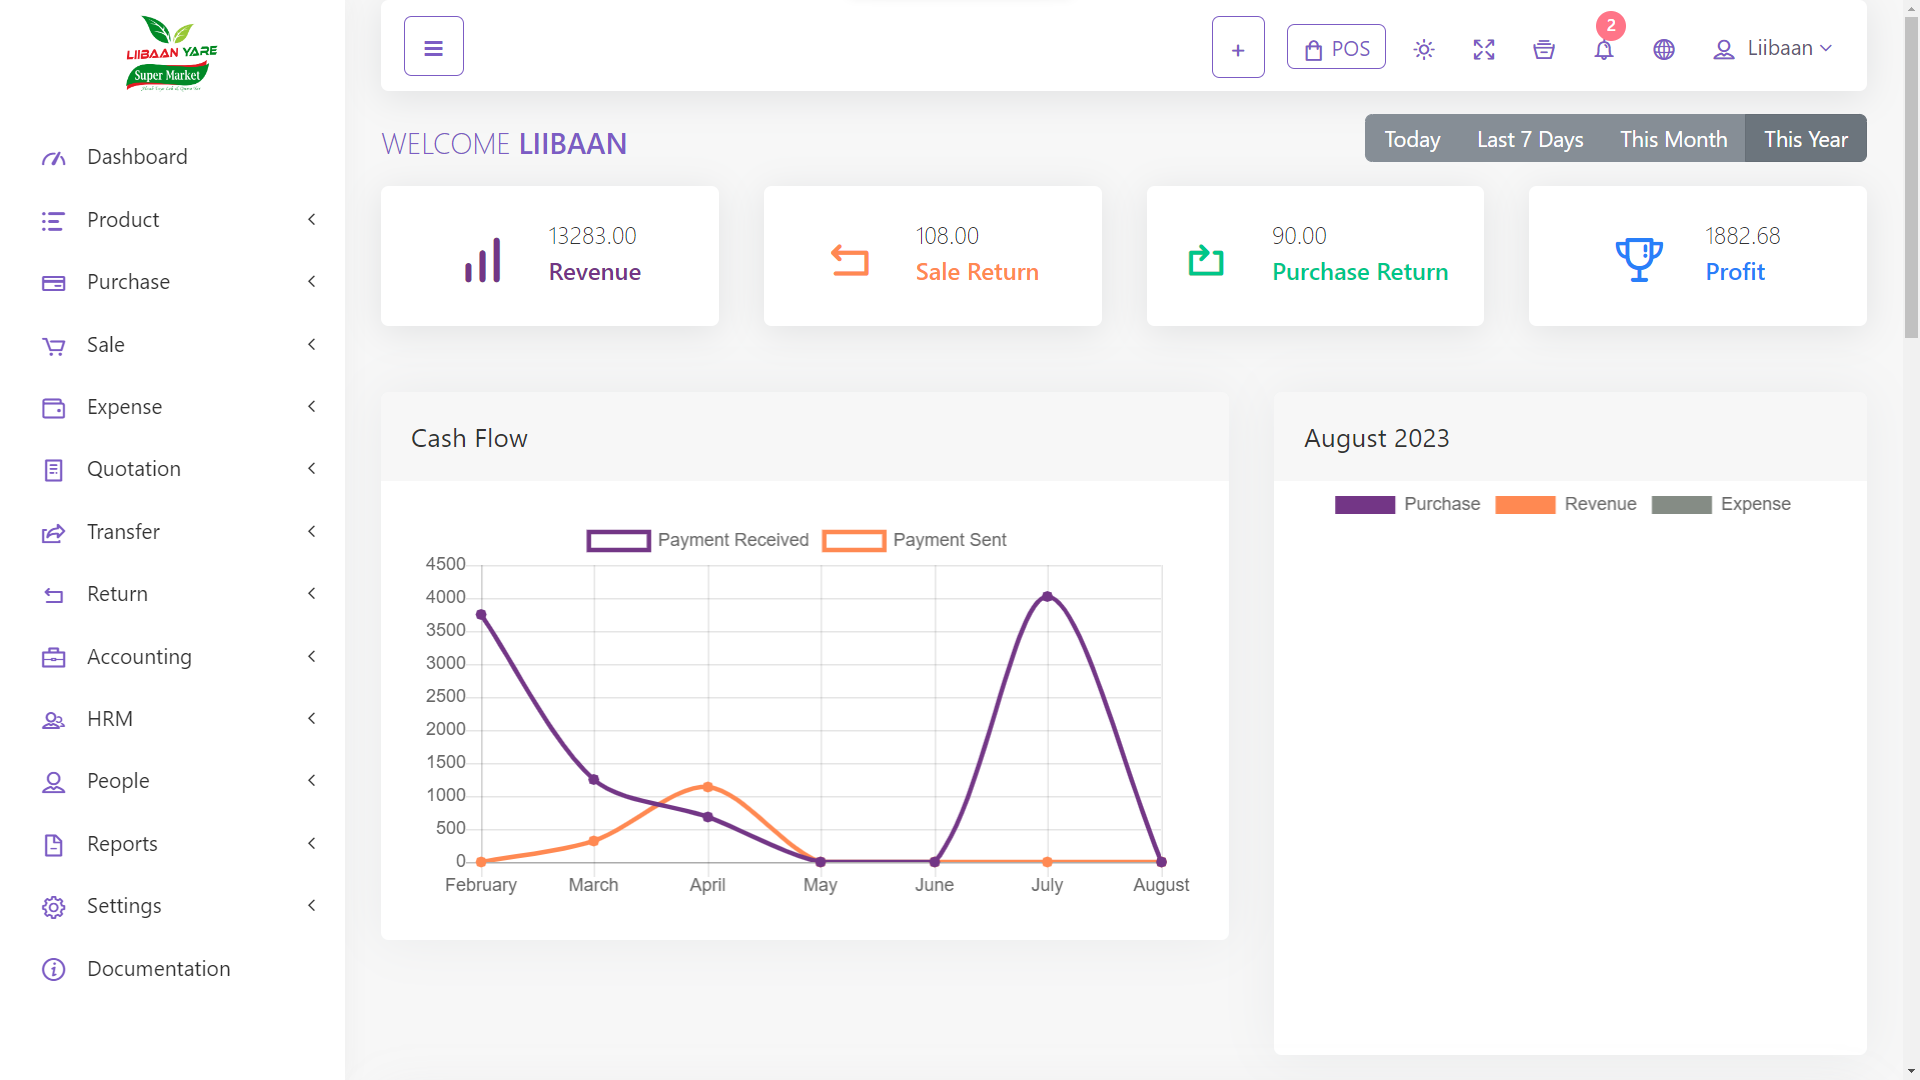 LIIBAAN YARE
Super Market
Dashboard
Product
Purchase
Sale
Expense
Quotation
Transfer
Return
Accounting
HRM
People
Reports
Settings
Documentation
+
POS
2
Liibaan
WELCOME LIIBAAN
Today
Last 7 Days
This Month
This Year
13283.00
Revenue
108.00
Sale Return
90.00
Purchase Return
1882.68
Profit
Cash Flow
Payment Received
Payment Sent
4500
4000
3500
3000
2500
2000
1500
1000
500
0
February
March
April
May
June
July
August
August 2023
Purchase
Revenue
Expense